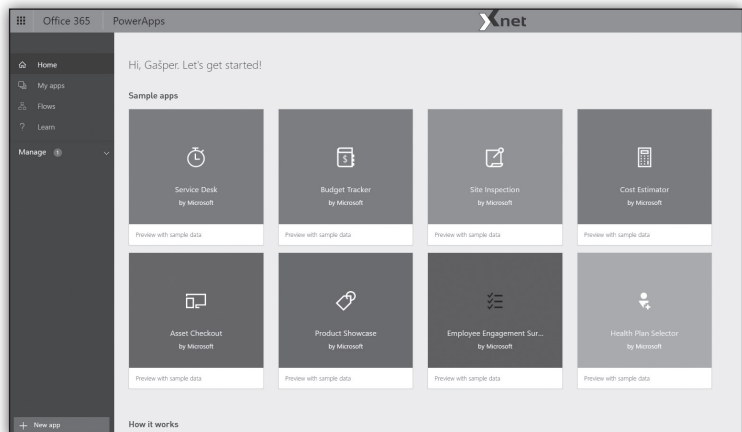 Office 365 PowerApps Xnet
Home
My apps
Flows
? Learn
Manage 1
+ New app
Hi, Gašper. Let's get started!
Sample apps
Service Desk
by Microsoft
Preview with sample data
Budget Tracker
by Microsoft
Preview with sample data
Site Inspection
by Microsoft
Preview with sample data
Cost Estimator
by Microsoft
Preview with sample data
Asset Checkout
by Microsoft
Preview with sample data
Product Showcase
by Microsoft
Preview with sample data
Employee Engagement Sur...
by Microsoft
Preview with sample data
Health Plan Selector
by Microsoft
Preview with sample data
How it works